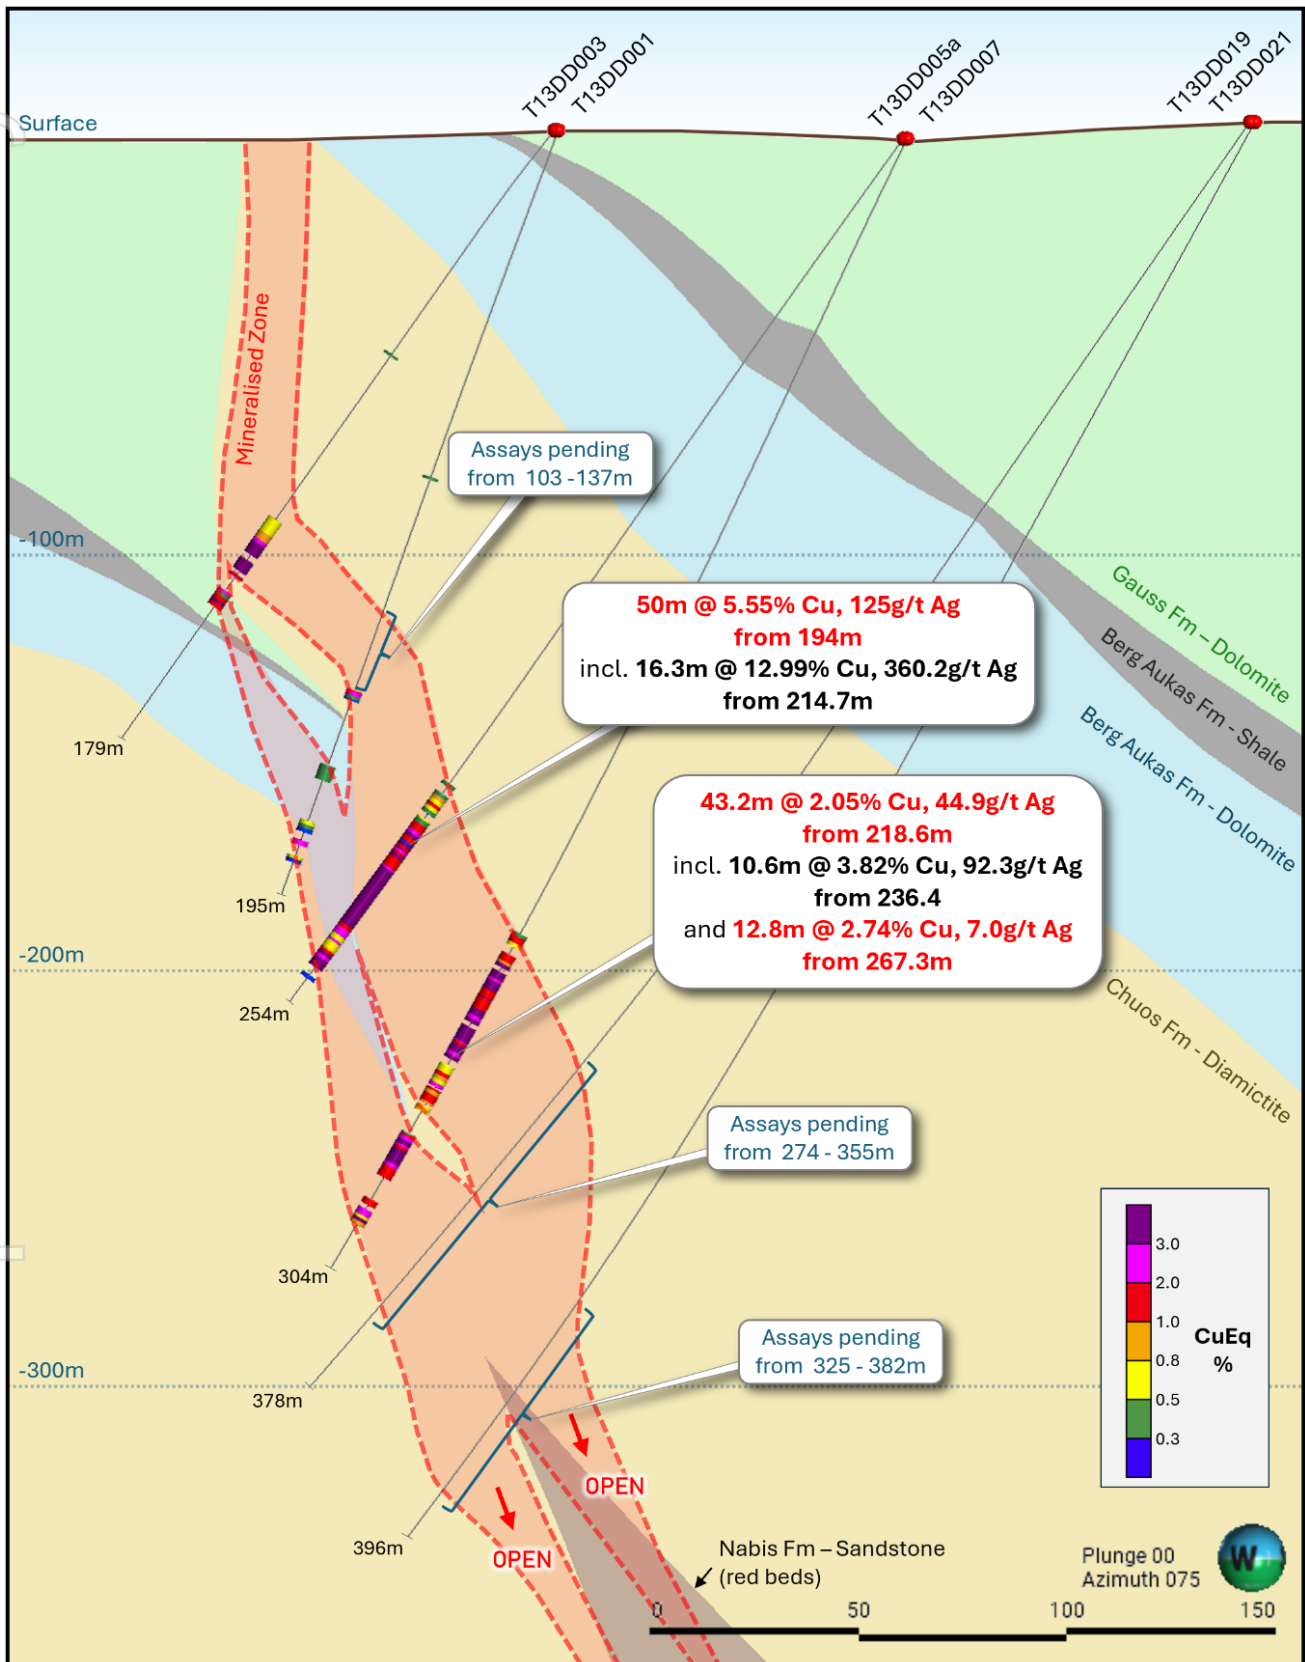 T13DD003
T13DD001
T13DD005a
T13DD007
T13DD019
T13DD021
Surface
Mineralised Zone
Assays pending
from 103 -137m
-100m
50m @ 5.55% Cu, 125g/t Ag
from 194m
incl. 16.3m @ 12.99% Cu, 360.2g/t Ag
from 214.7m
Gauss Fm – Dolomite
Berg Aukas Fm - Shale
Berg Aukas Fm - Dolomite
179m
43.2m @ 2.05% Cu, 44.9g/t Ag
from 218.6m
incl. 10.6m @ 3.82% Cu, 92.3g/t Ag
from 236.4
and 12.8m @ 2.74% Cu, 7.0g/t Ag
from 267.3m
195m
-200m
254m
Chuos Fm - Diamictite
Assays pending
from 274 - 355m
304m
3.0
2.0
1.0
0.8
0.5
0.3
CuEq
%
Assays pending
from 325 - 382m
-300m
378m
OPEN
OPEN
396m
Nabis Fm – Sandstone
(red beds)
Plunge 00
Azimuth 075
W
0
50
100
150